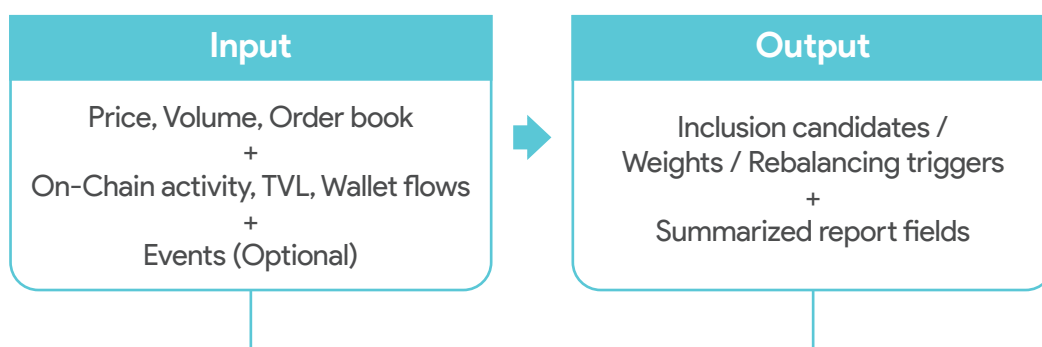 Input
Price, Volume, Order book
+
On-Chain activity, TVL, Wallet flows
+
Events (Optional)
Output
Inclusion candidates /
Weights / Rebalancing triggers
+
Summarized report fields